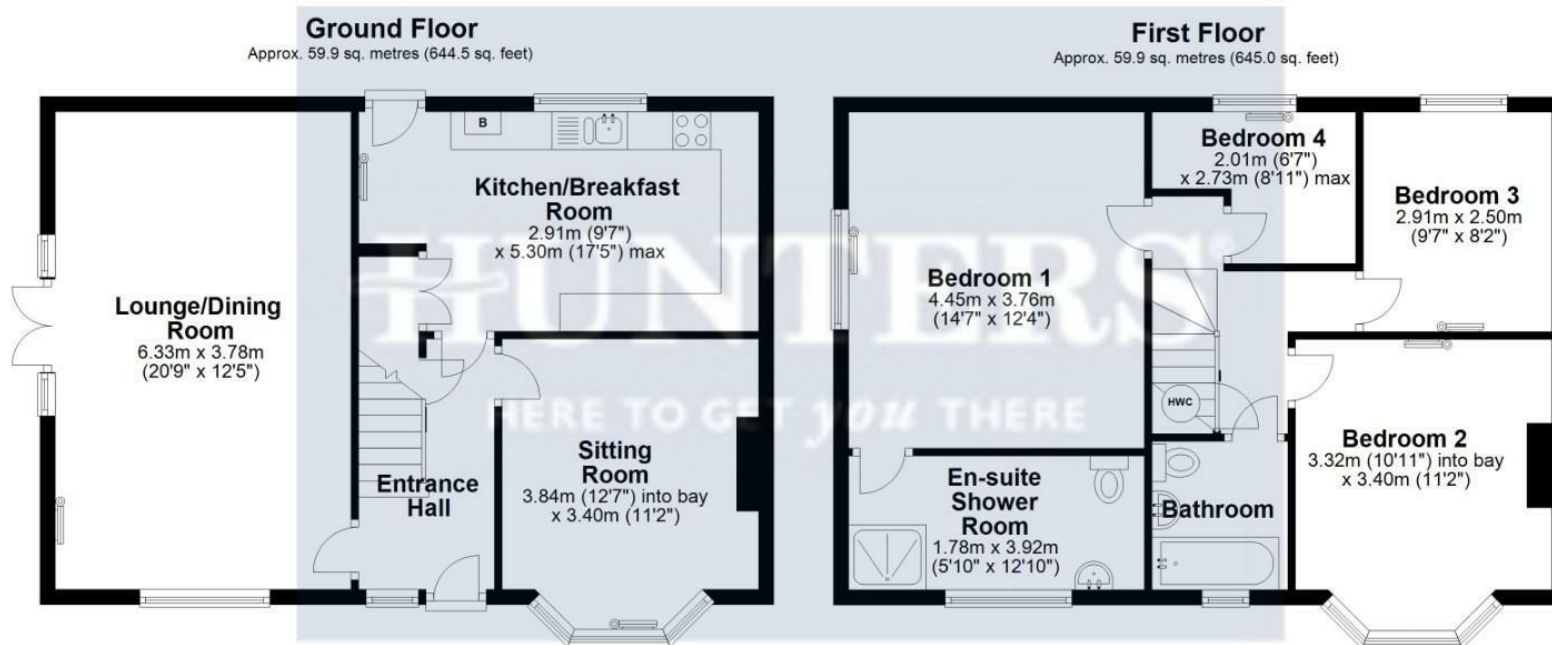 Ground Floor
Approx. 59.9 sq. metres (644.5 sq. feet)
B
Kitchen/Breakfast
Room
2.91m (9'7")
x 5.30m (17'5") max
Lounge/Dining
Room
6.33m x 3.78m
(20'9" x 12'5")
Sitting
Room
3.84m (12'7") into bay
x 3.40m (11'2")
Entrance
Hall
First Floor
Approx. 59.9 sq. metres (645.0 sq. feet)
Bedroom 4
2.01m (6'7")
x 2.73m (8'11") max
Bedroom 3
2.91m x 2.50m
(9'7" x 8'2")
Bedroom 1
4.45m x 3.76m
(14'7" x 12'4")
HWC
Bedroom 2
3.32m (10'11") into bay
x 3.40m (11'2")
En-suite
Shower
Room
1.78m x 3.92m
(5'10" x 12'10")
Bathroom
HUNTERS®
HERE TO GET you THERE